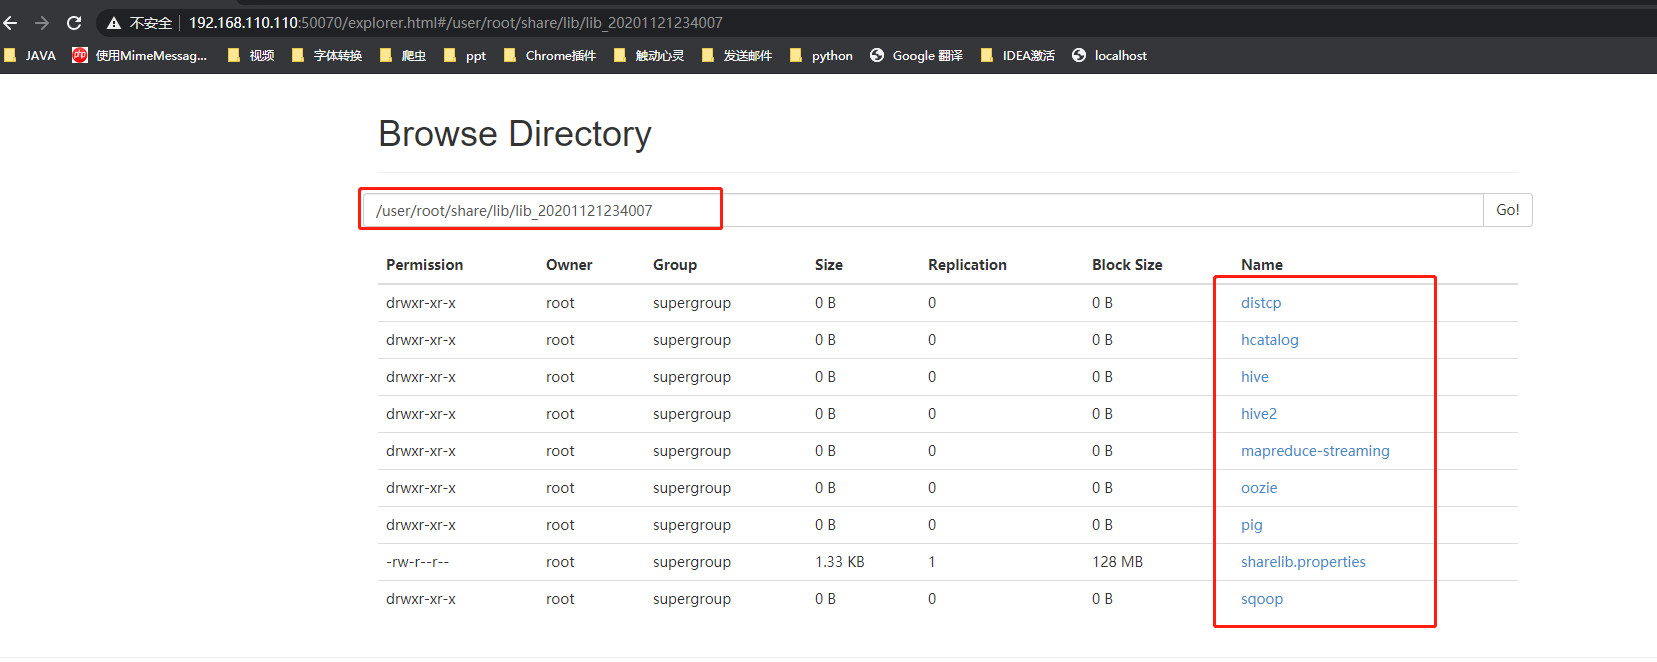 不安全 192.168.110.110:50070/explorer.html#/user/root/share/lib/lib_20201121234007
JAVA php 使用MimeMessag... 视频 字体转换 爬虫 ppt Chrome插件 触动心灵 发送邮件 python Google 翻译 IDEA激活 localhost
Browse Directory
/user/root/share/lib/lib_20201121234007 Go!
Permission Owner Group Size Replication Block Size Name
drwxr-xr-x root supergroup 0 B 0 0 B distcp
drwxr-xr-x root supergroup 0 B 0 0 B hcatalog
drwxr-xr-x root supergroup 0 B 0 0 B hive
drwxr-xr-x root supergroup 0 B 0 0 B hive2
drwxr-xr-x root supergroup 0 B 0 0 B mapreduce-streaming
drwxr-xr-x root supergroup 0 B 0 0 B oozie
drwxr-xr-x root supergroup 0 B 0 0 B pig
-rw-r--r-- root supergroup 1.33 KB 1 128 MB sharelib.properties
drwxr-xr-x root supergroup 0 B 0 0 B sqoop